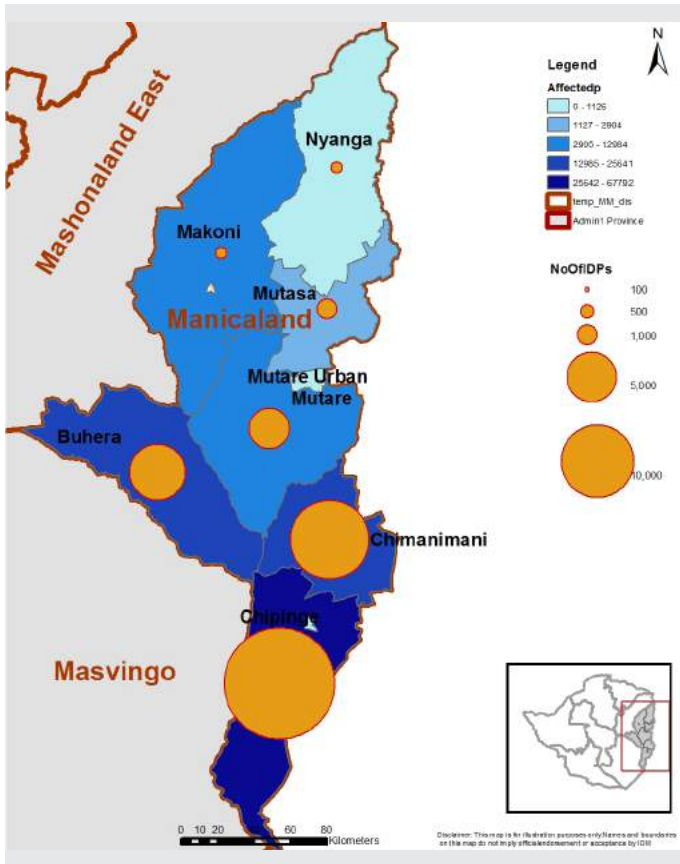 N
Legend
Affectedp
0 - 1126
1127 - 2904
2905 - 12984
12985 - 25641
25642 - 67792
temp_MM_dis
Admin1 Province
NoOfIDPs
100
500
1,000
5,000
10,000
Mashonaland East
Nyanga
Makoni
Mutasa
Manicaland
Mutare Urban
Mutare
Buhera
Chimanimani
Chipinge
Masvingo
0 10 20 40 60 80
Kilometers
Disclaimer: This map is for illustration purposes only. Names and boundaries
on this map do not imply official endorsement or acceptance by IOM